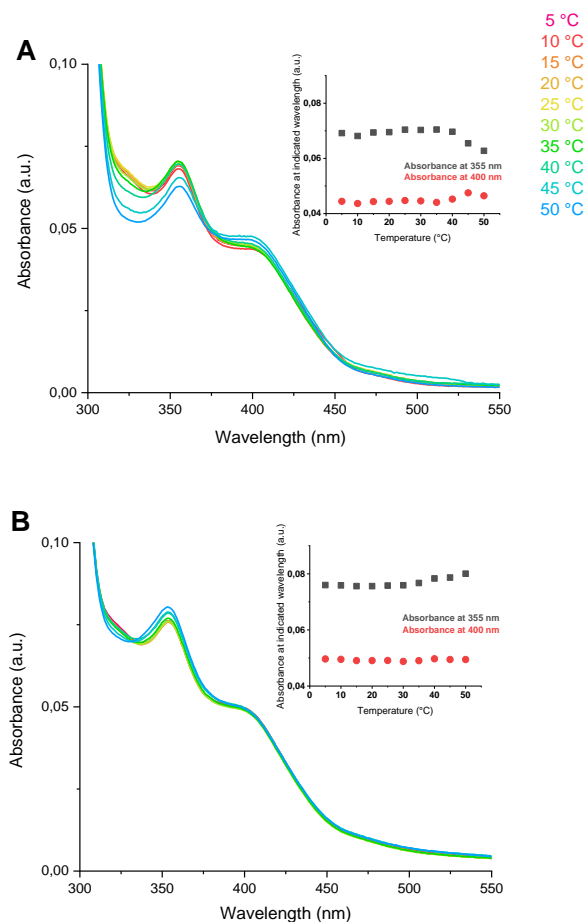 5 °C
10 °C
15 °C
20 °C
25 °C
30 °C
35 °C
40 °C
45 °C
50 °C
A
0,10
0,05
0,00
Absorbance (a.u.)
300 350 400 450 500 550
Wavelength (nm)
Absorbance at indicated wavelength (a.u.)
0,08
0,06
0,04
Absorbance at 355 nm
Absorbance at 400 nm
0 10 20 30 40 50
Temperature (°C)
B
0,10
0,05
0,00
Absorbance (a.u.)
300 350 400 450 500 550
Wavelength (nm)
Absorbance at indicated wavelength (a.u.)
0,08
0,06
0,04
Absorbance at 355 nm
Absorbance at 400 nm
0 10 20 30 40 50
Temperature (°C)